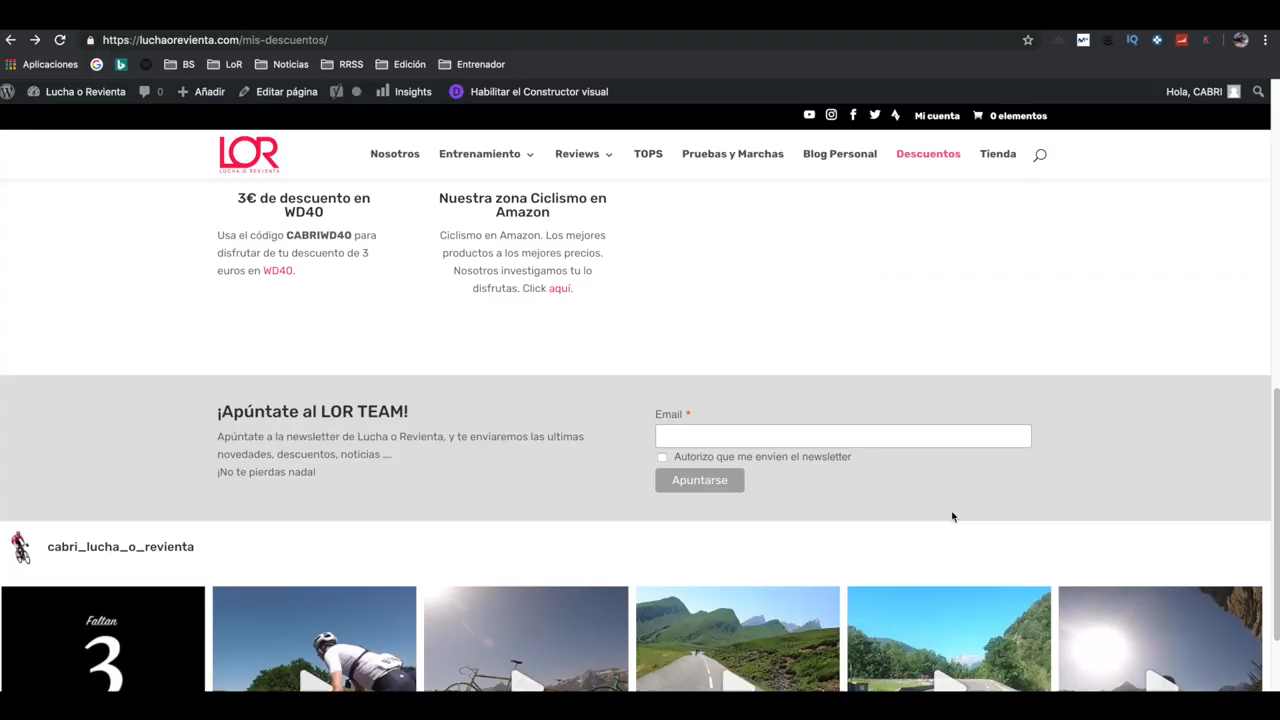 https://luchaorevienta.com/mis-descuentos/
Aplicaciones BS LoR Noticias RRSS Edición Entrenador
Lucha o Revienta 0 Añadir Editar página Insights Habilitar el Constructor visual Hola, CABRI
Mi cuenta 0 elementos
LOR
LUCHA O REVIENTA
Nosotros Entrenamiento Reviews TOPS Pruebas y Marchas Blog Personal Descuentos Tienda
3€ de descuento en
WD40
Usa el código CABRIWD40 para
disfrutar de tu descuento de 3
euros en WD40.
Nuestra zona Ciclismo en
Amazon
Ciclismo en Amazon. Los mejores
productos a los mejores precios.
Nosotros investigamos tu lo
disfrutas. Click aquí.
¡Apúntate al LOR TEAM!
Apúntate a la newsletter de Lucha o Revienta, y te enviaremos las ultimas
novedades, descuentos, noticias ....
¡No te pierdas nada!
Email *
Autorizo que me envien el newsletter
Apuntarse
cabri_lucha_o_revienta
Faltan
3